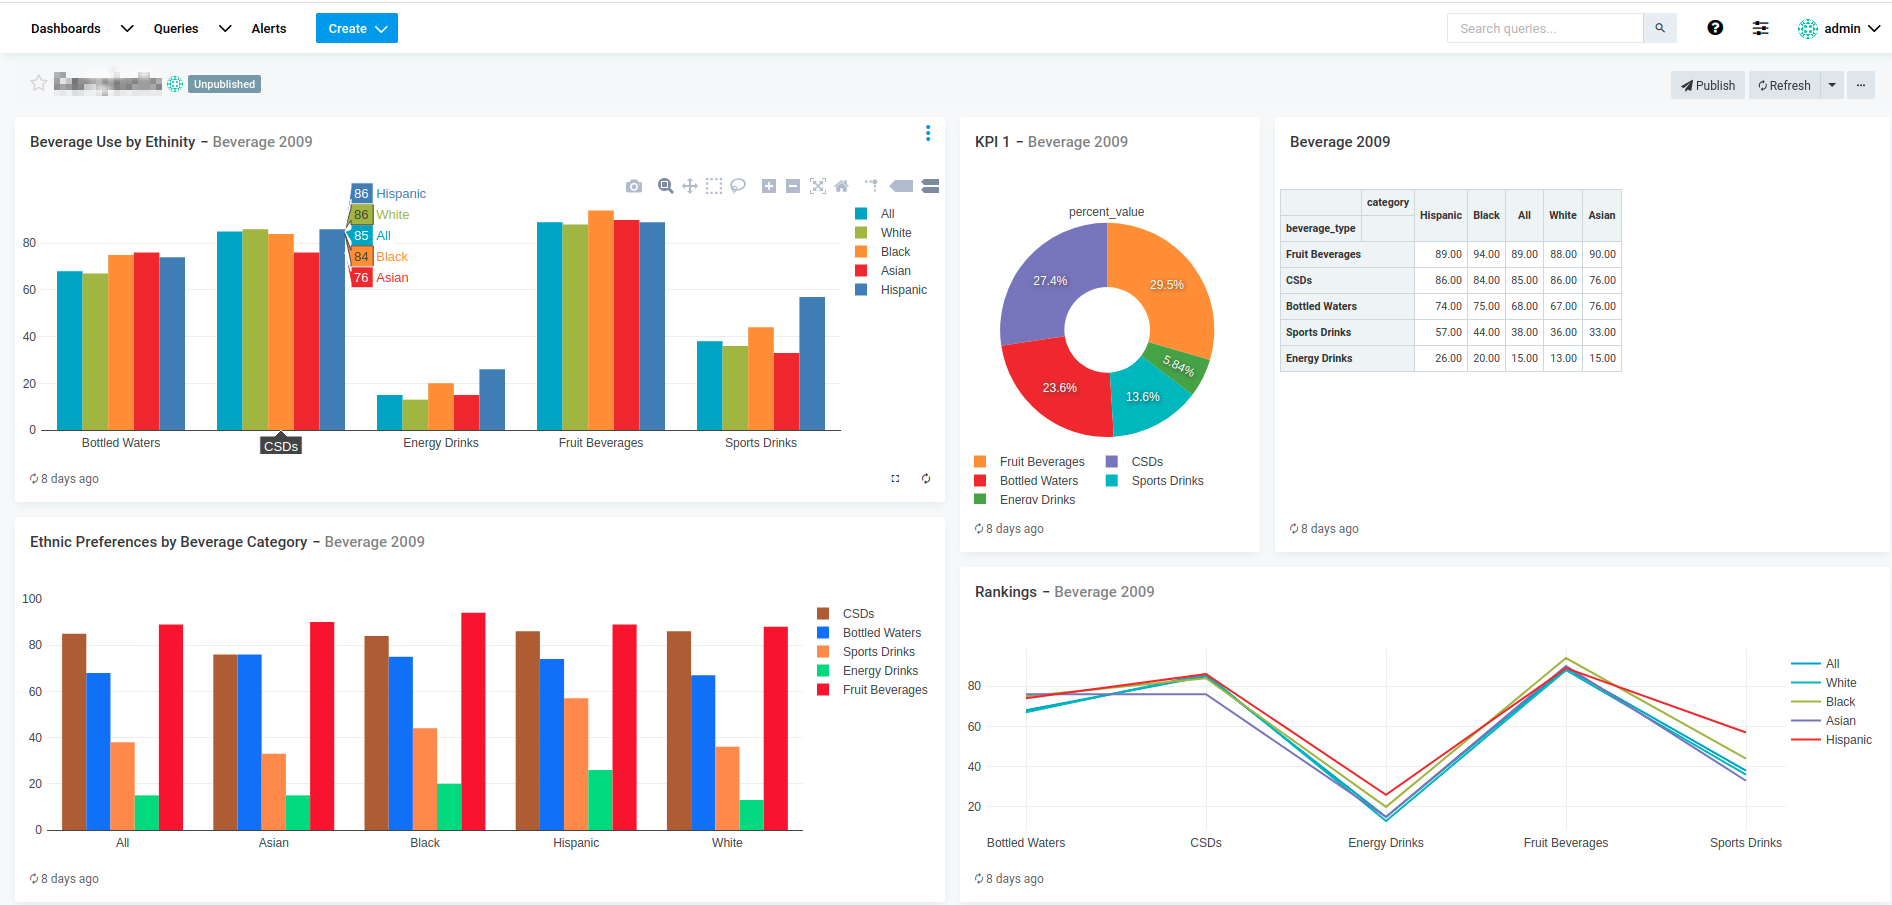 Dashboards Queries Alerts Create Search queries... admin
Unpublished Publish Refresh
Beverage Use by Ethinity – Beverage 2009
86 Hispanic
86 White
85 All
84 Black
76 Asian
80
60
40
20
0
Bottled Waters CSDs Energy Drinks Fruit Beverages Sports Drinks
All
White
Black
Asian
Hispanic
8 days ago
KPI 1 – Beverage 2009
percent_value
27.4% 29.5%
5.84%
23.6% 13.6%
Fruit Beverages CSDs
Bottled Waters Sports Drinks
Energy Drinks
8 days ago
Beverage 2009
category Hispanic Black All White Asian
beverage_type
Fruit Beverages 89.00 94.00 89.00 88.00 90.00
CSDs 86.00 84.00 85.00 86.00 76.00
Bottled Waters 74.00 75.00 68.00 67.00 76.00
Sports Drinks 57.00 44.00 38.00 36.00 33.00
Energy Drinks 26.00 20.00 15.00 13.00 15.00
8 days ago
Ethnic Preferences by Beverage Category – Beverage 2009
100
80
60
40
20
0
All Asian Black Hispanic White
CSDs
Bottled Waters
Sports Drinks
Energy Drinks
Fruit Beverages
8 days ago
Rankings – Beverage 2009
80
60
40
20
Bottled Waters CSDs Energy Drinks Fruit Beverages Sports Drinks
All
White
Black
Asian
Hispanic
8 days ago